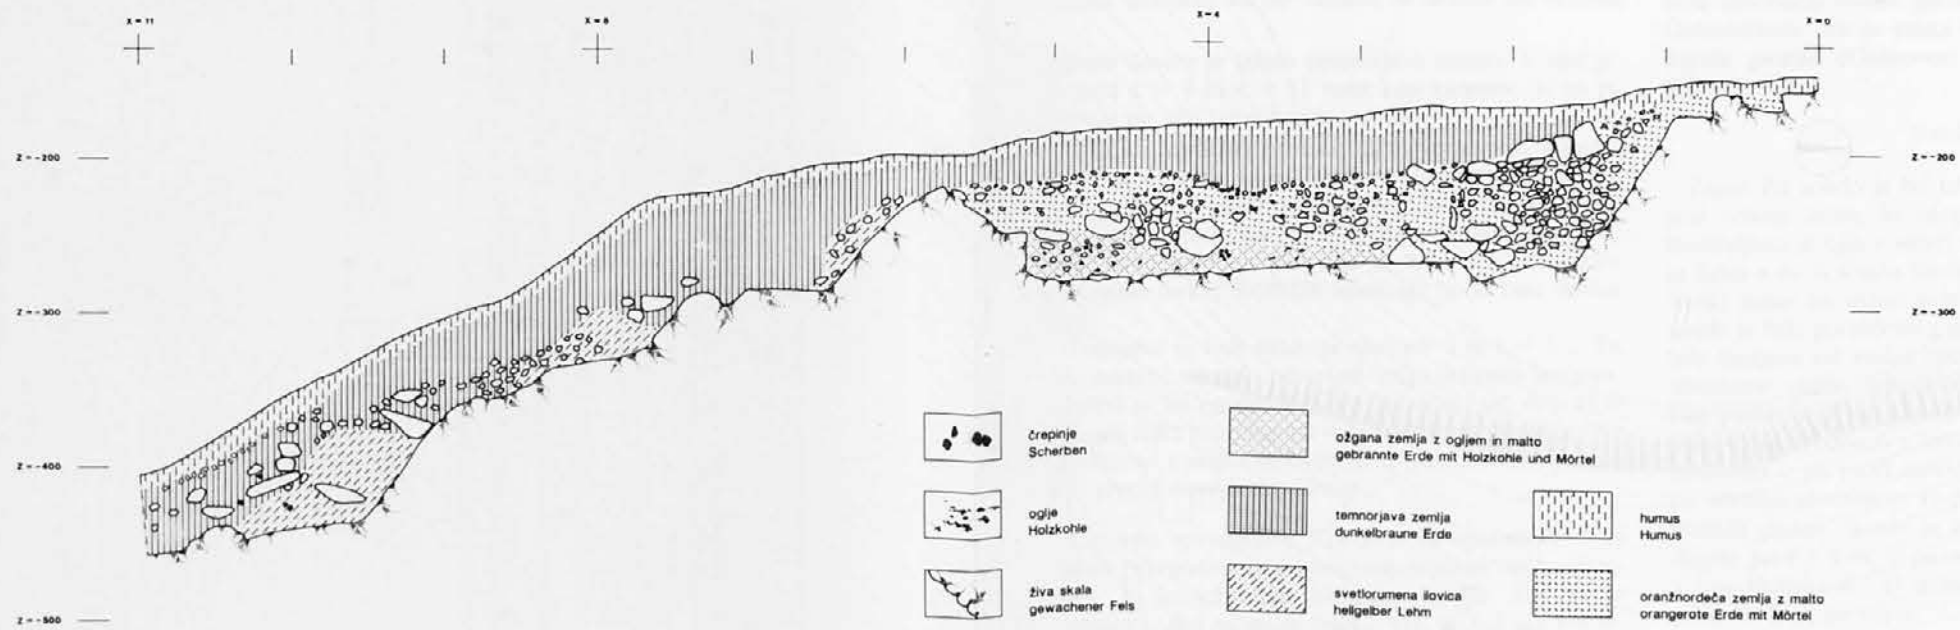 X = 11
X = 8
X = 4
X = 0
Z = -200
Z = -200
Z = -300
Z = -300
Z = -400
Z = -500
črepinje
Scherben
oglje
Holzkohle
živa skala
gewachener Fels
ožgana zemlja z ogljem in malto
gebrannte Erde mit Holzkohle und Mörtel
temnorjava zemlja
dunkelbraune Erde
svetlorumena ilovica
hellgelber Lehm
humus
Humus
oranžnordeča zemlja z malto
orangerote Erde mit Mörtel